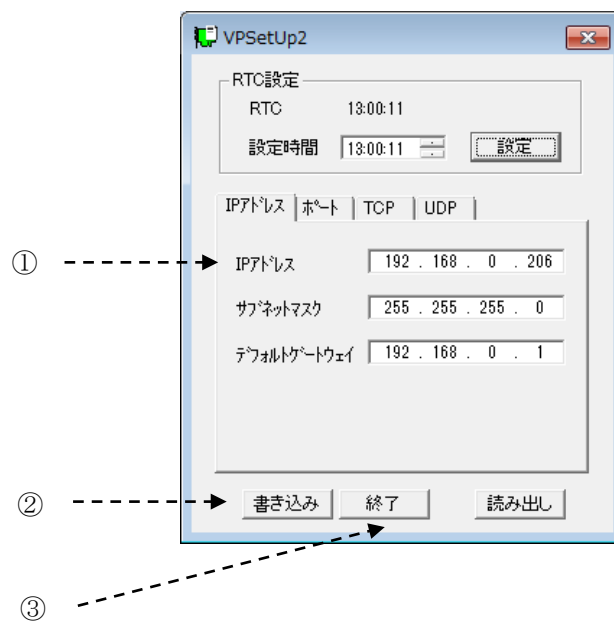 VPSetUp2
RTC設定
RTC 13:00:11
設定時間 13:00:11 設定
IPアドレス ポート TCP UDP
① IPアドレス 192 . 168 . 0 . 206
サブネットマスク 255 . 255 . 255 . 0
デフォルトゲートウェイ 192 . 168 . 0 . 1
② 書き込み 終了 読み出し
③